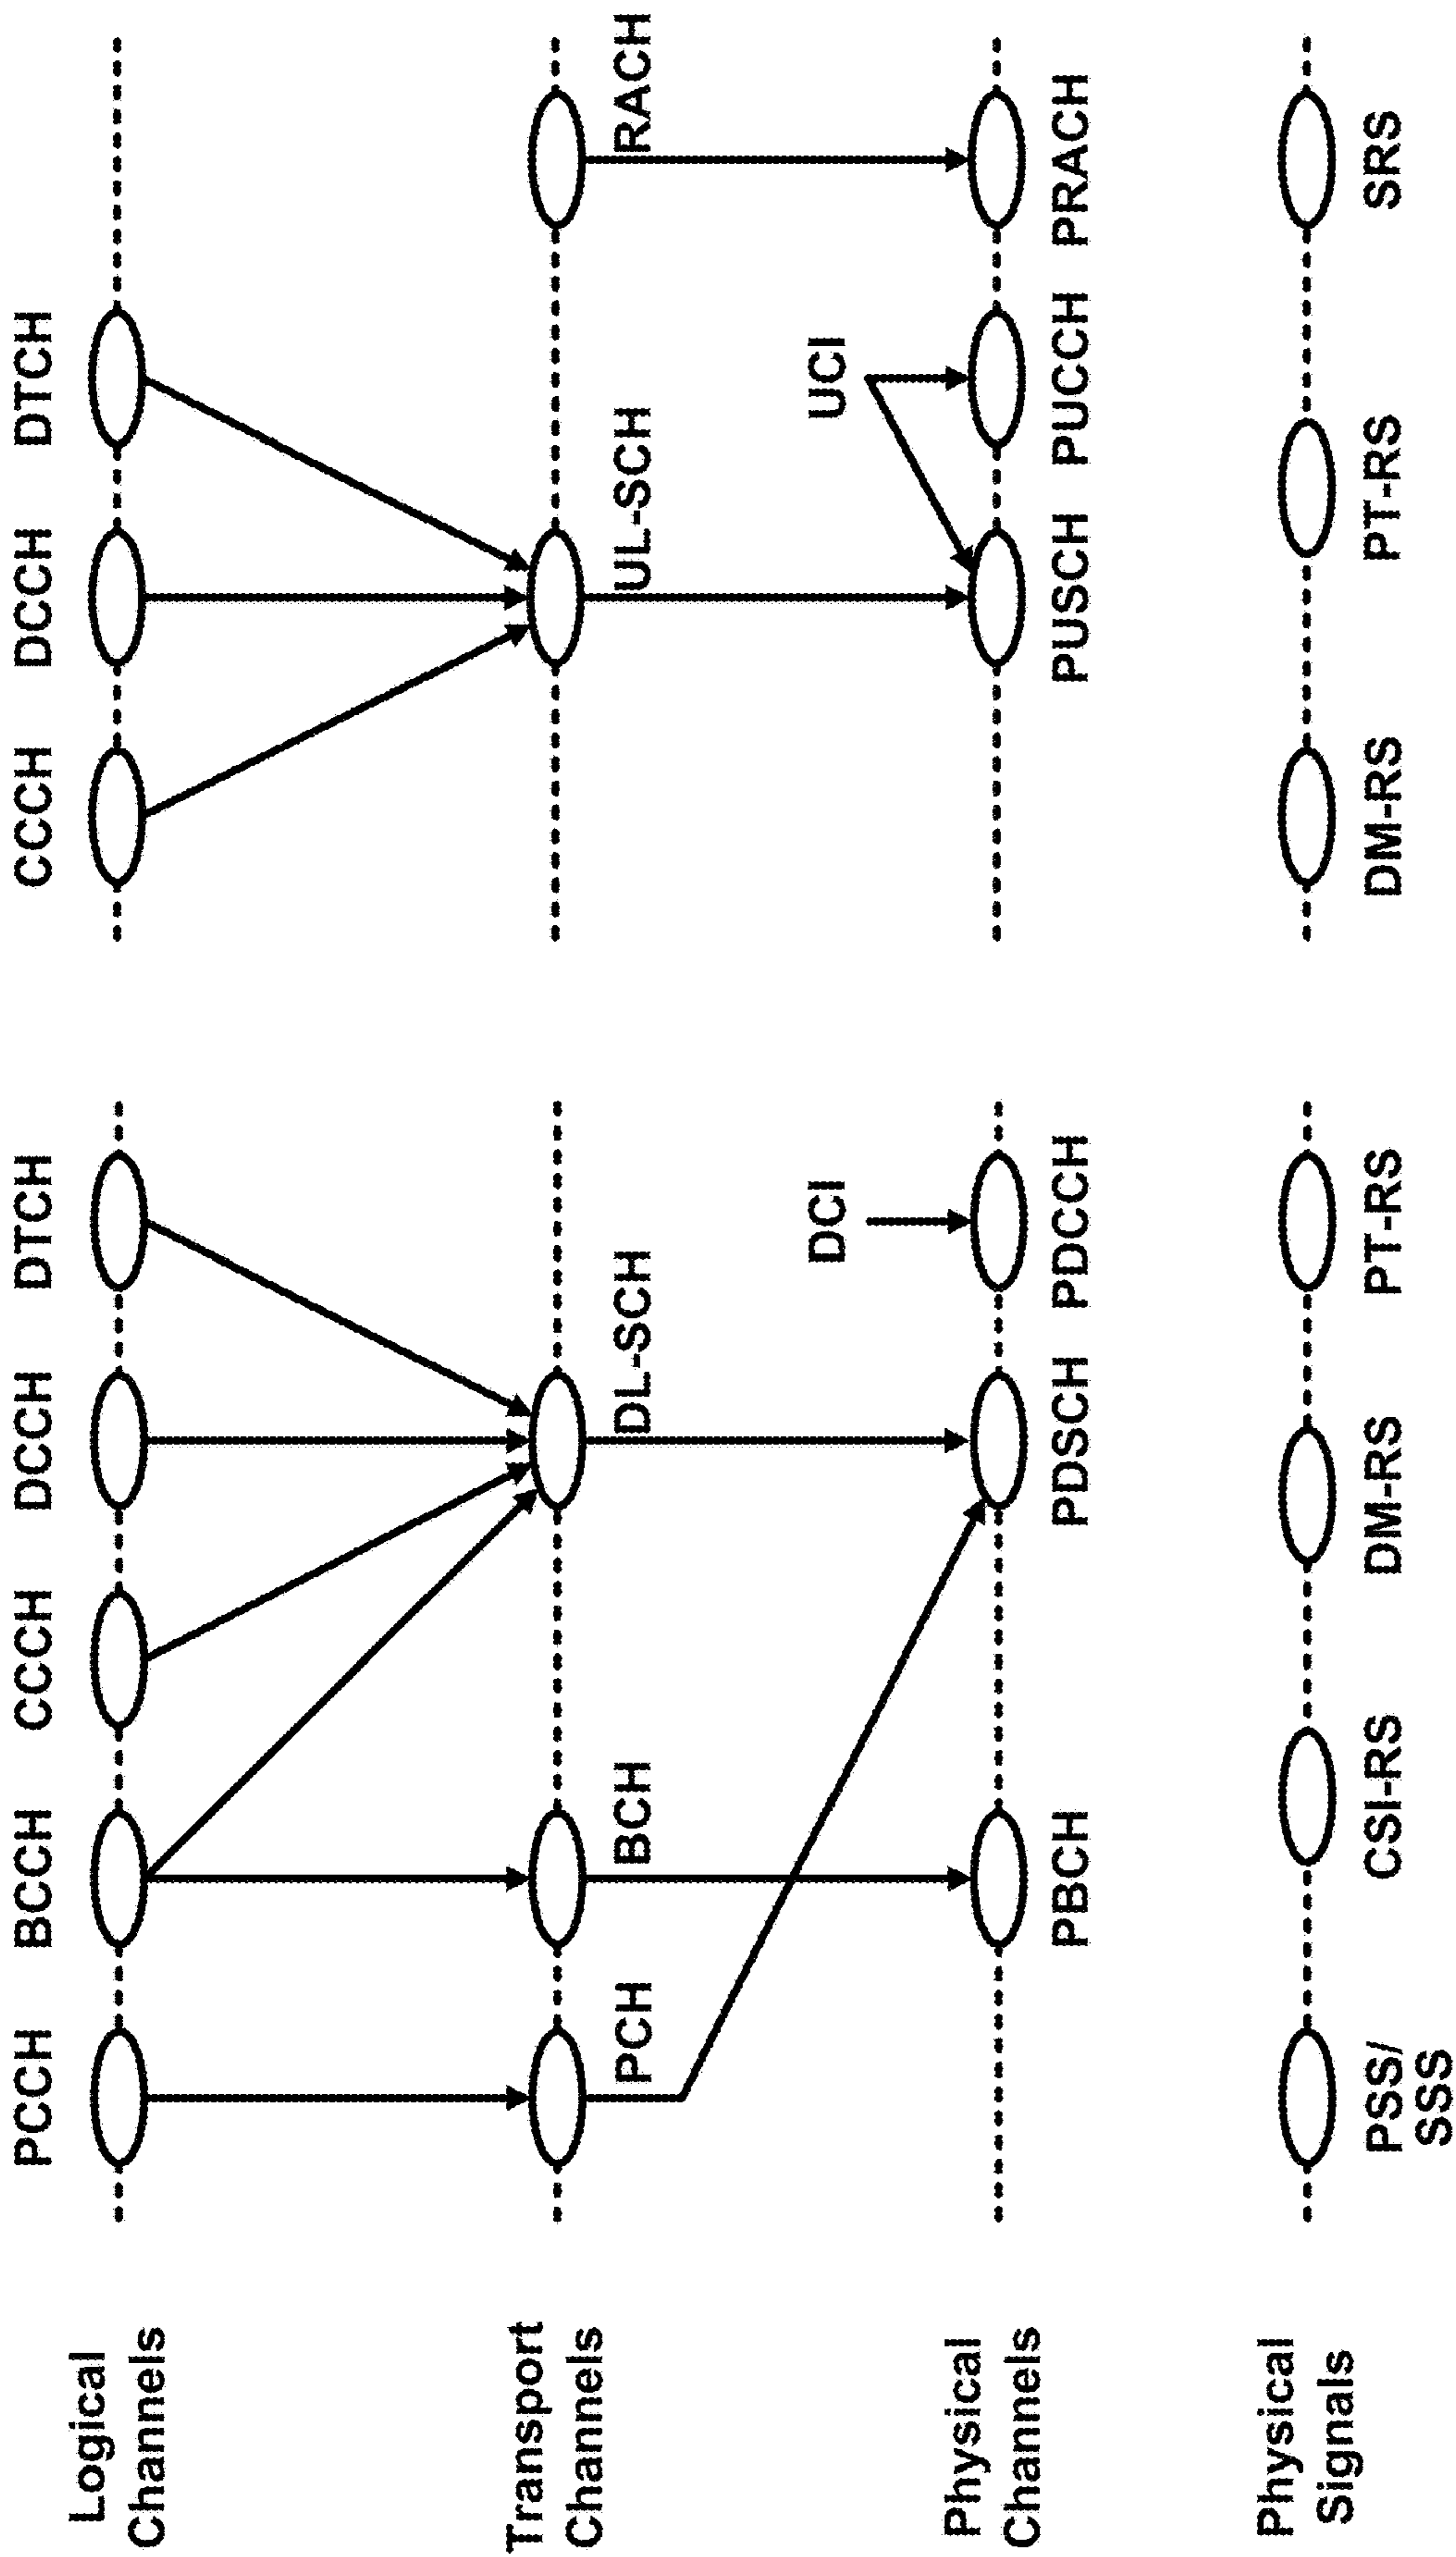 PCCH BCCH CCCH DCCH DTCH CCCH DCCH DTCH
Logical
Channels
Transport
Channels
PCH BCH DL-SCH UL-SCH RACH
DCI UCI
Physical
Channels
PBCH PDSCH PDCCH PUSCH PUCCH PRACH
Physical
Signals
PSS/ CSI-RS DM-RS PT-RS DM-RS PT-RS SRS
SSS